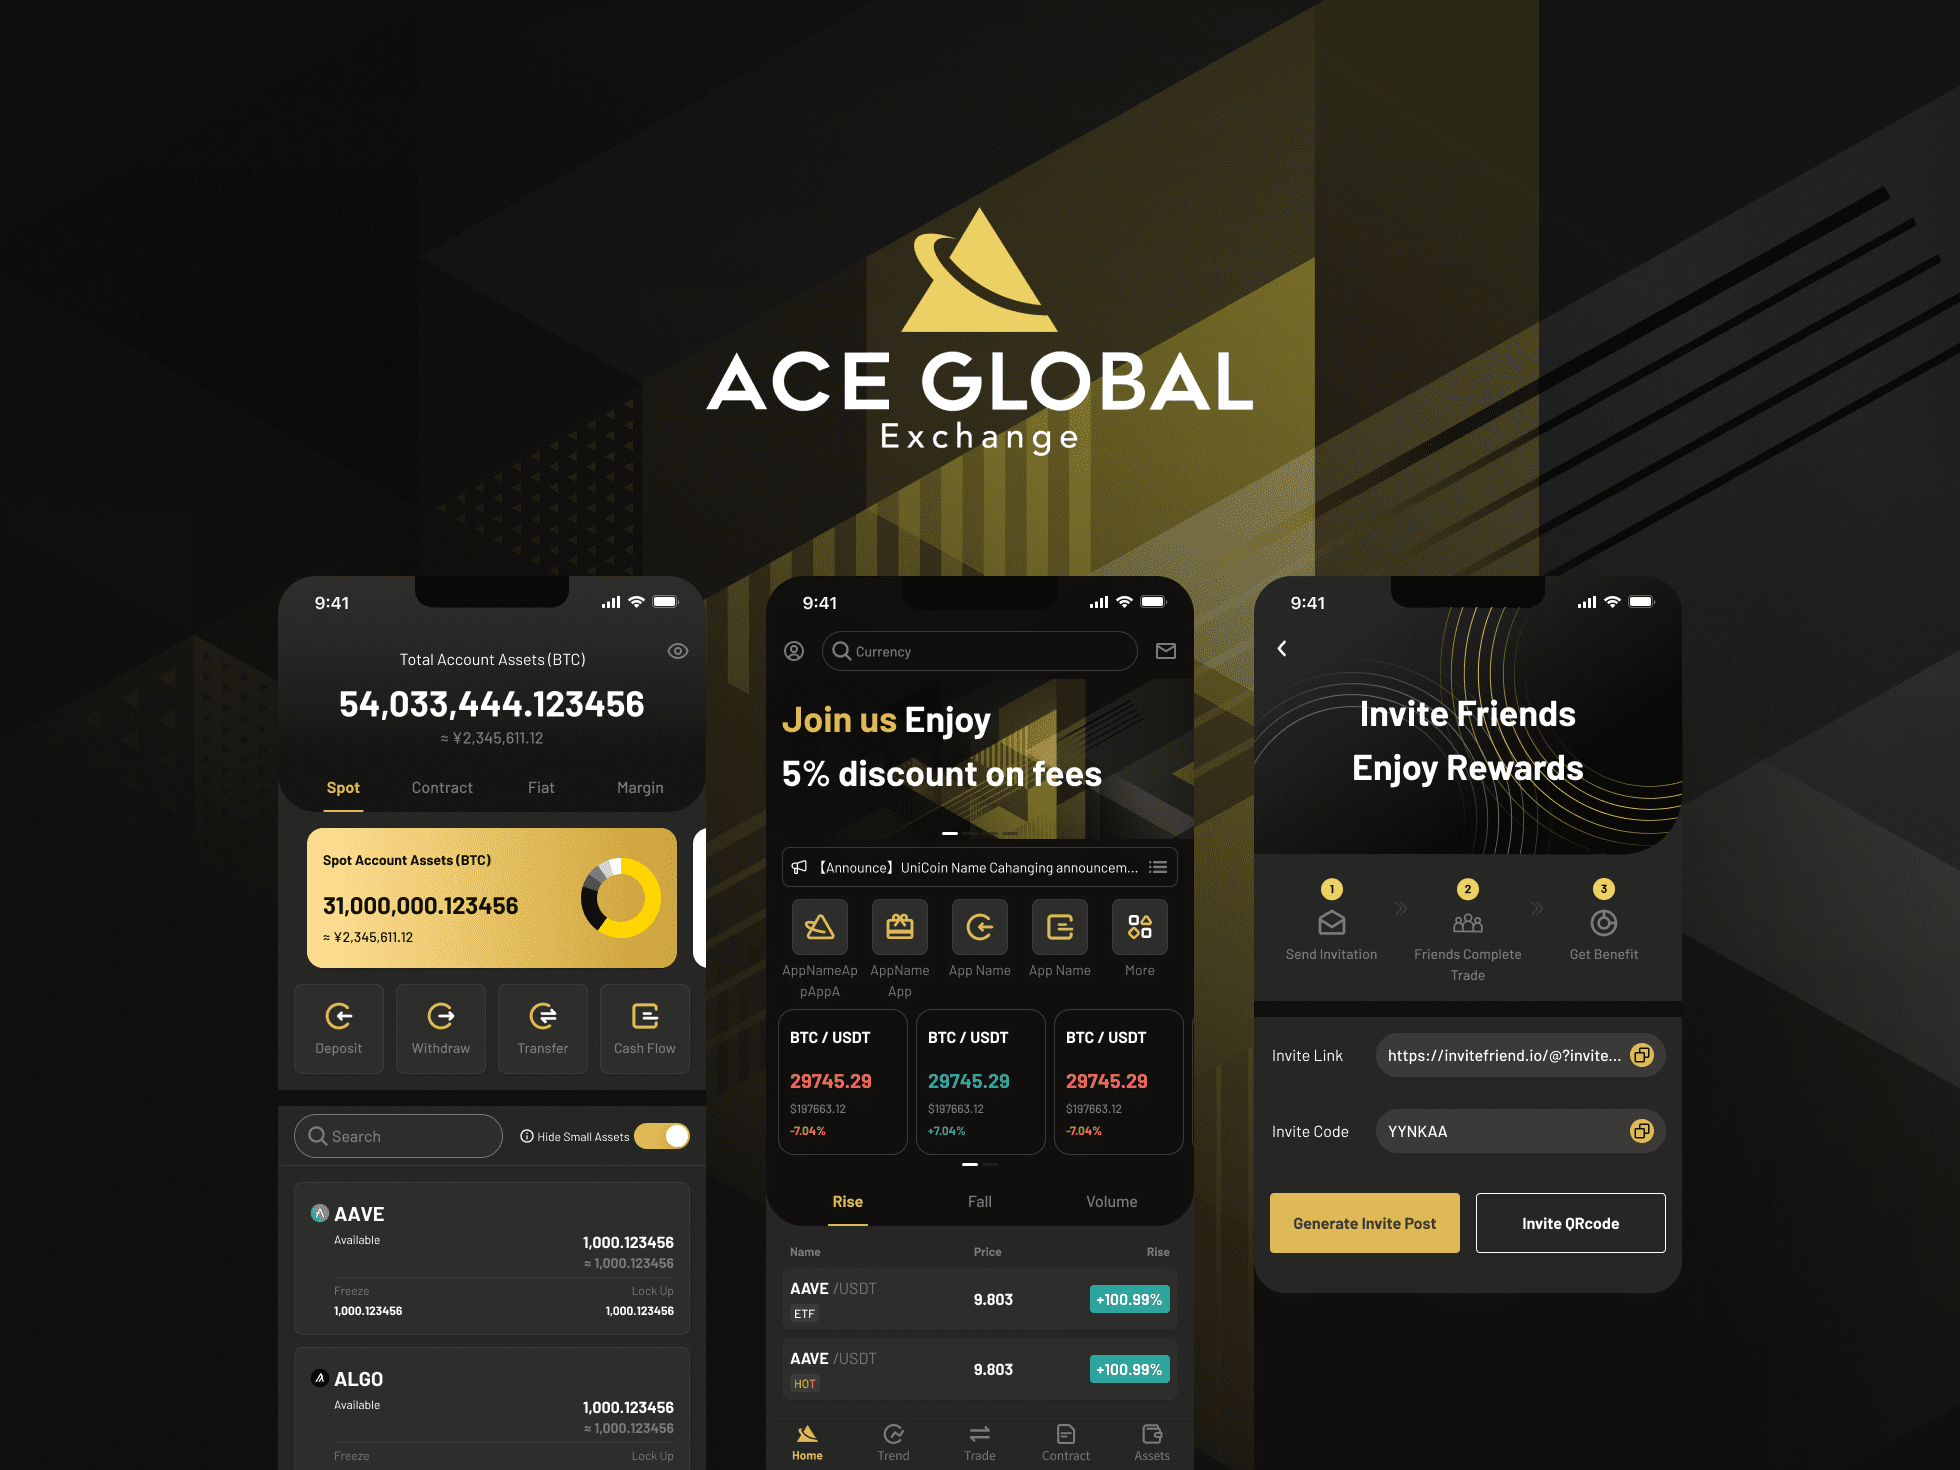 ACE GLOBAL
Exchange
9:41
Total Account Assets (BTC)
54,033,444.123456
≈ ¥2,345,611.12
Spot Contract Fiat Margin
Spot Account Assets (BTC)
31,000,000.123456
≈ ¥2,345,611.12
Deposit Withdraw Transfer Cash Flow
Search Hide Small Assets
AAVE
Available
1,000.123456
≈ 1,000.123456
Freeze Lock Up
1,000.123456 1,000.123456
ALGO
Available
1,000.123456
≈ 1,000.123456
Freeze Lock Up
9:41
Currency
Join us Enjoy
5% discount on fees
【Announce】UniCoin Name Cahanging announcem...
AppNameAp AppName App Name App Name More
pAppA App
BTC / USDT BTC / USDT BTC / USDT
29745.29 29745.29 29745.29
$197663.12 $197663.12 $197663.12
-7.04% +7.04% -7.04%
Rise Fall Volume
Name Price Rise
AAVE /USDT
ETF
9.803 +100.99%
AAVE /USDT
HOT
9.803 +100.99%
Home Trend Trade Contract Assets
9:41
Invite Friends
Enjoy Rewards
1 2 3
Send Invitation Friends Complete Get Benefit
Trade
Invite Link https://invitefriend.io/@?invite...
Invite Code YYNKAA
Generate Invite Post Invite QRcode